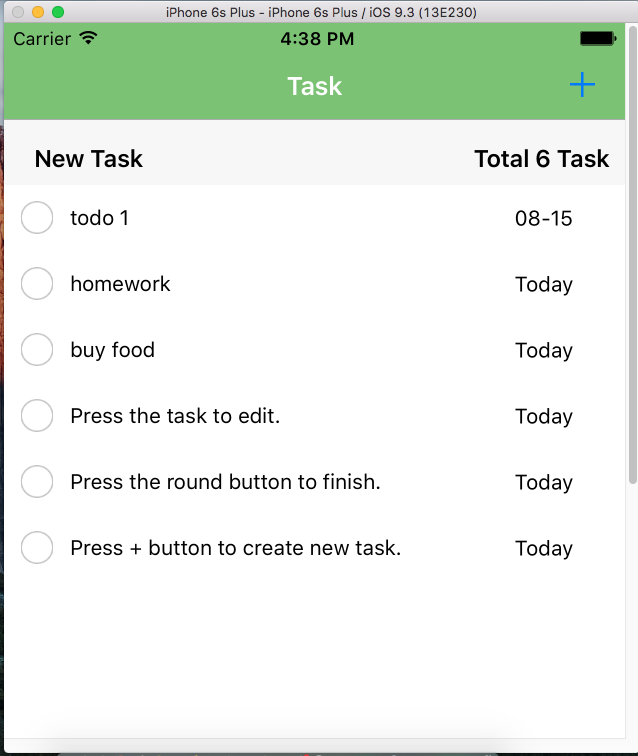 iPhone 6s Plus - iPhone 6s Plus / iOS 9.3 (13E230)
Carrier 4:38 PM
Task +
New Task Total 6 Task
todo 1 08-15
homework Today
buy food Today
Press the task to edit. Today
Press the round button to finish. Today
Press + button to create new task. Today